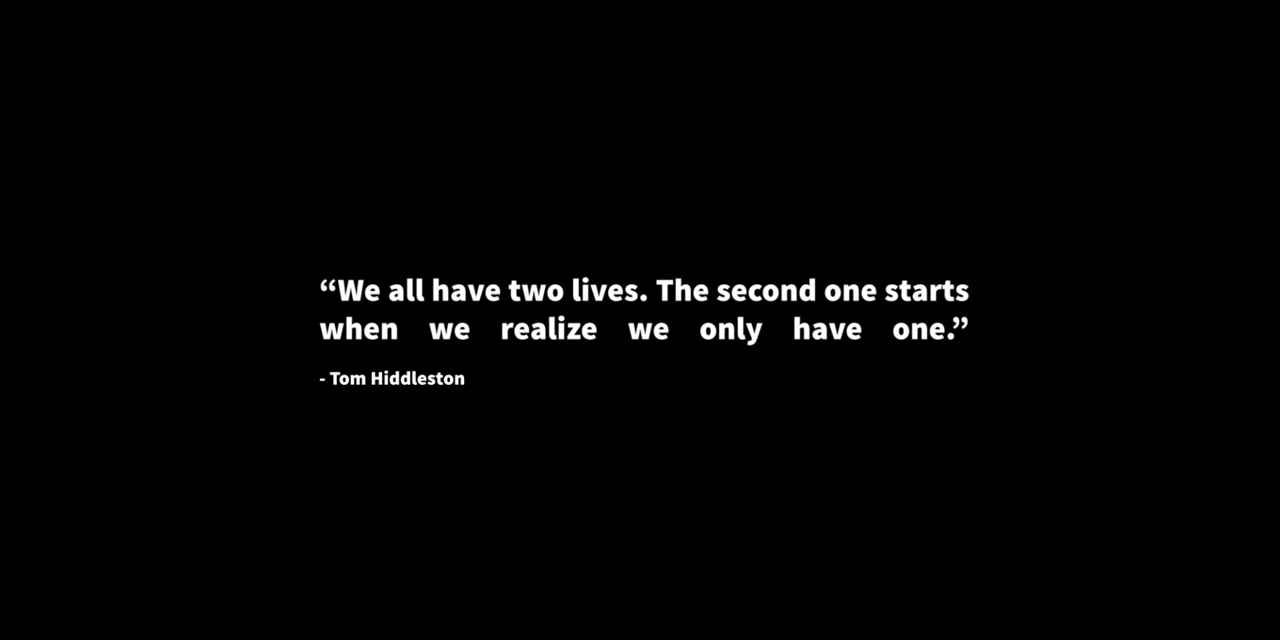 “We all have two lives. The second one starts
when we realize we only have one.”
- Tom Hiddleston